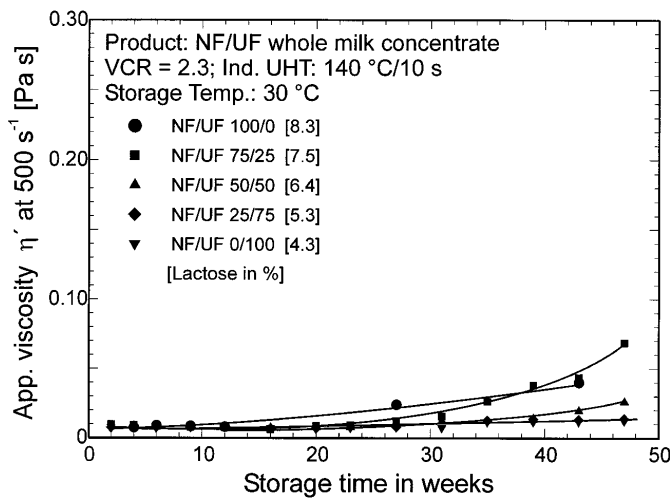 0.30
0.20
0.10
0
App. viscosity η´ at 500 s⁻¹ [Pa s]
Product: NF/UF whole milk concentrate
VCR = 2.3; Ind. UHT: 140 °C/10 s
Storage Temp.: 30 °C
NF/UF 100/0 [8.3]
NF/UF 75/25 [7.5]
NF/UF 50/50 [6.4]
NF/UF 25/75 [5.3]
NF/UF 0/100 [4.3]
[Lactose in %]
0 10 20 30 40 50
Storage time in weeks